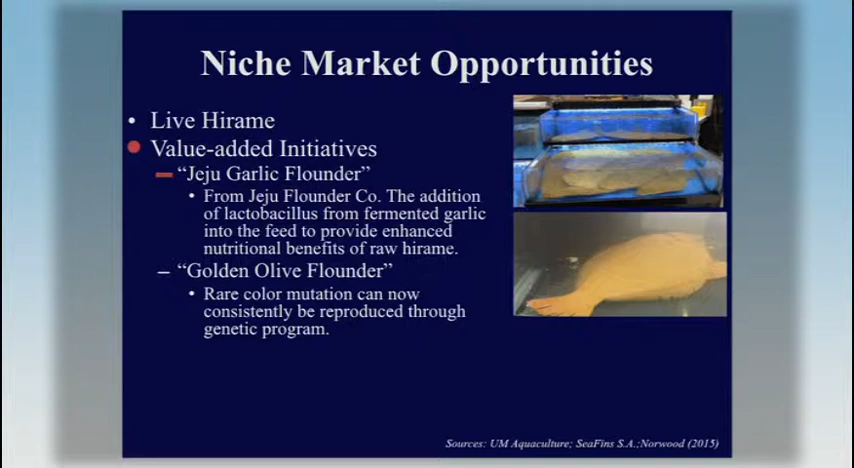 Niche Market Opportunities
• Live Hirame
• Value-added Initiatives
– “Jeju Garlic Flounder”
• From Jeju Flounder Co. The addition
of lactobacillus from fermented garlic
into the feed to provide enhanced
nutritional benefits of raw hirame.
– “Golden Olive Flounder”
• Rare color mutation can now
consistently be reproduced through
genetic program.
Sources: UM Aquaculture; SeaFins S.A.;Norwood (2015)